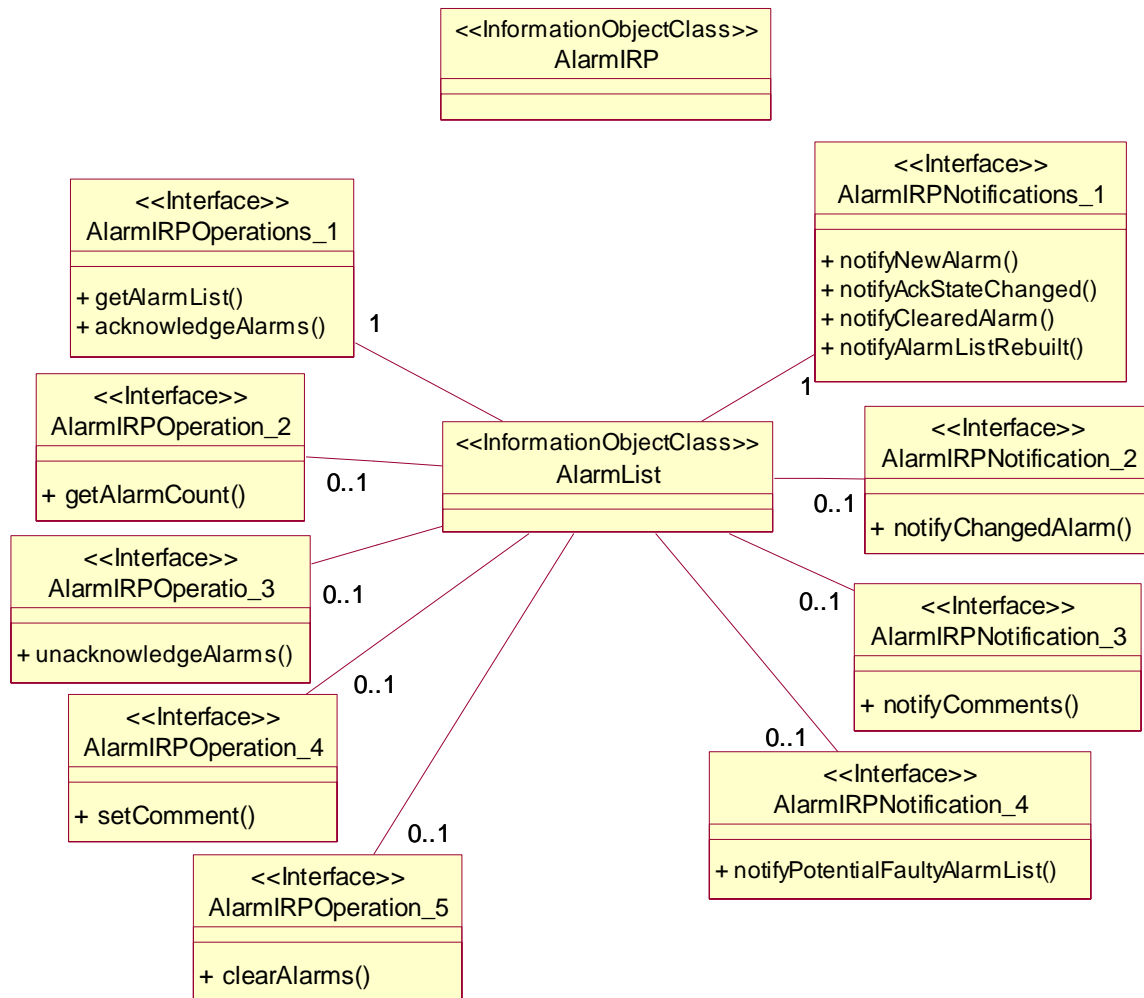 <<InformationObjectClass>>
AlarmIRP
<<Interface>>
AlarmIRPOperations_1
+ getAlarmList()
+ acknowledgeAlarms()
1
<<Interface>>
AlarmIRPNotifications_1
+ notifyNewAlarm()
+ notifyAckStateChanged()
+ notifyClearedAlarm()
+ notifyAlarmListRebuilt()
1
<<Interface>>
AlarmIRPOperation_2
+ getAlarmCount()
0..1
<<InformationObjectClass>>
AlarmList
<<Interface>>
AlarmIRPNotification_2
+ notifyChangedAlarm()
0..1
<<Interface>>
AlarmIRPOperatio_3
+ unacknowledgeAlarms()
0..1
<<Interface>>
AlarmIRPNotification_3
+ notifyComments()
0..1
<<Interface>>
AlarmIRPOperation_4
+ setComment()
0..1
<<Interface>>
AlarmIRPNotification_4
+ notifyPotentialFaultyAlarmList()
0..1
<<Interface>>
AlarmIRPOperation_5
+ clearAlarms()
0..1